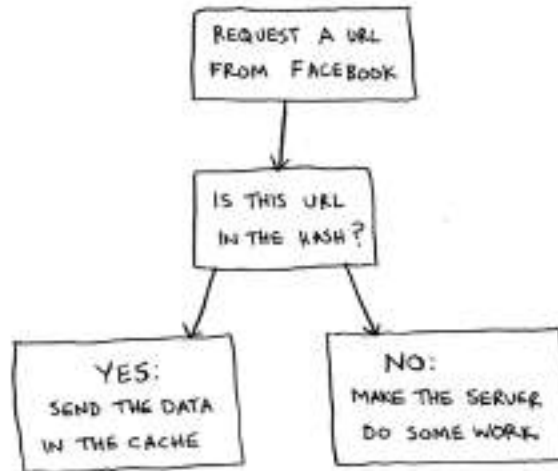 REQUEST A URL
FROM FACEBOOK
IS THIS URL
IN THE HASH?
YES:
SEND THE DATA
IN THE CACHE
NO:
MAKE THE SERVER
DO SOME WORK